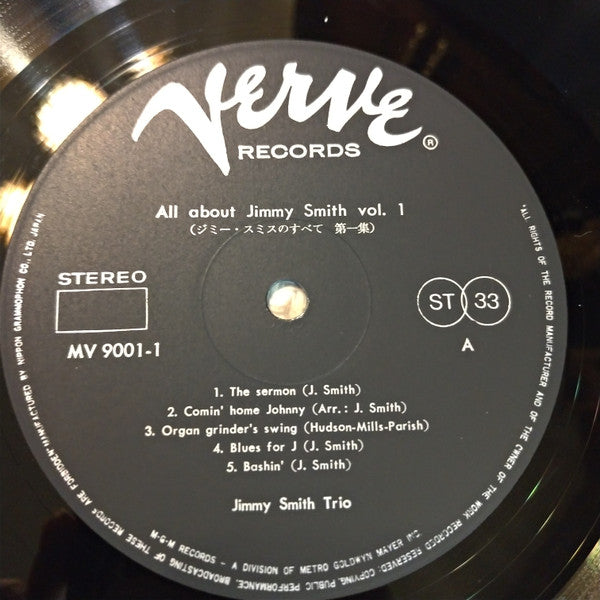 Verve
RECORDS ®
All about Jimmy Smith vol. 1
(ジミー・スミスのすべて 第一集)
STEREO
ST 33
MV 9001-1
A
1. The sermon (J. Smith)
2. Comin' home Johnny (Arr.: J. Smith)
3. Organ grinder's swing (Hudson-Mills-Parish)
4. Blues for J (J. Smith)
5. Bashin' (J. Smith)
Jimmy Smith Trio
M-G-M RECORDS - A DIVISION OF METRO GOLDWYN MAYER INC
"ALL RIGHTS OF THE RECORD MANUFACTURER AND OF THE OWNER OF THE WORK RECORDED RESERVED. COPYING, PUBLIC PERFORMANCE, BROADCASTING OF THESE RECORDS ARE FORBIDDEN" MANUFACTURED BY NIPPON GRAMMOPHON CO., LTD. JAPAN